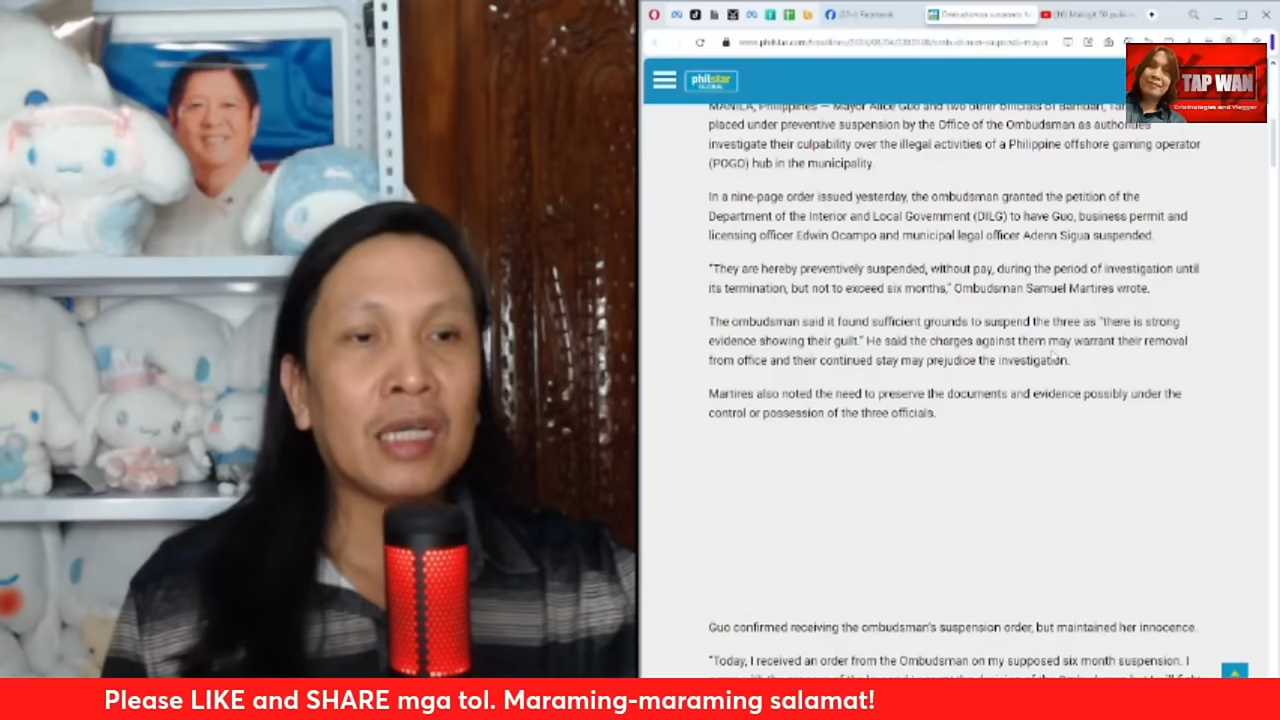 (20+) Facebook
Ombudsman suspends M
philstar
GLOBAL
TAP WAN
Criminologist and Vlogger
MANILA, Philippines — Mayor Alice Guo and two other officials of Bamban,
placed under preventive suspension by the Office of the Ombudsman as authorities
investigate their culpability over the illegal activities of a Philippine offshore gaming operator
(POGO) hub in the municipality.
In a nine-page order issued yesterday, the ombudsman granted the petition of the
Department of the Interior and Local Government (DILG) to have Guo, business permit and
licensing officer Edwin Ocampo and municipal legal officer Adenn Sigua suspended.
“They are hereby preventively suspended, without pay, during the period of investigation until
its termination, but not to exceed six months,” Ombudsman Samuel Martires wrote.
The ombudsman said it found sufficient grounds to suspend the three as “there is strong
evidence showing their guilt.” He said the charges against them may warrant their removal
from office and their continued stay may prejudice the investigation.
Martires also noted the need to preserve the documents and evidence possibly under the
control or possession of the three officials.
Guo confirmed receiving the ombudsman’s suspension order, but maintained her innocence.
“Today, I received an order from the Ombudsman on my supposed six month suspension. I
Please LIKE and SHARE mga tol. Maraming-maraming salamat!